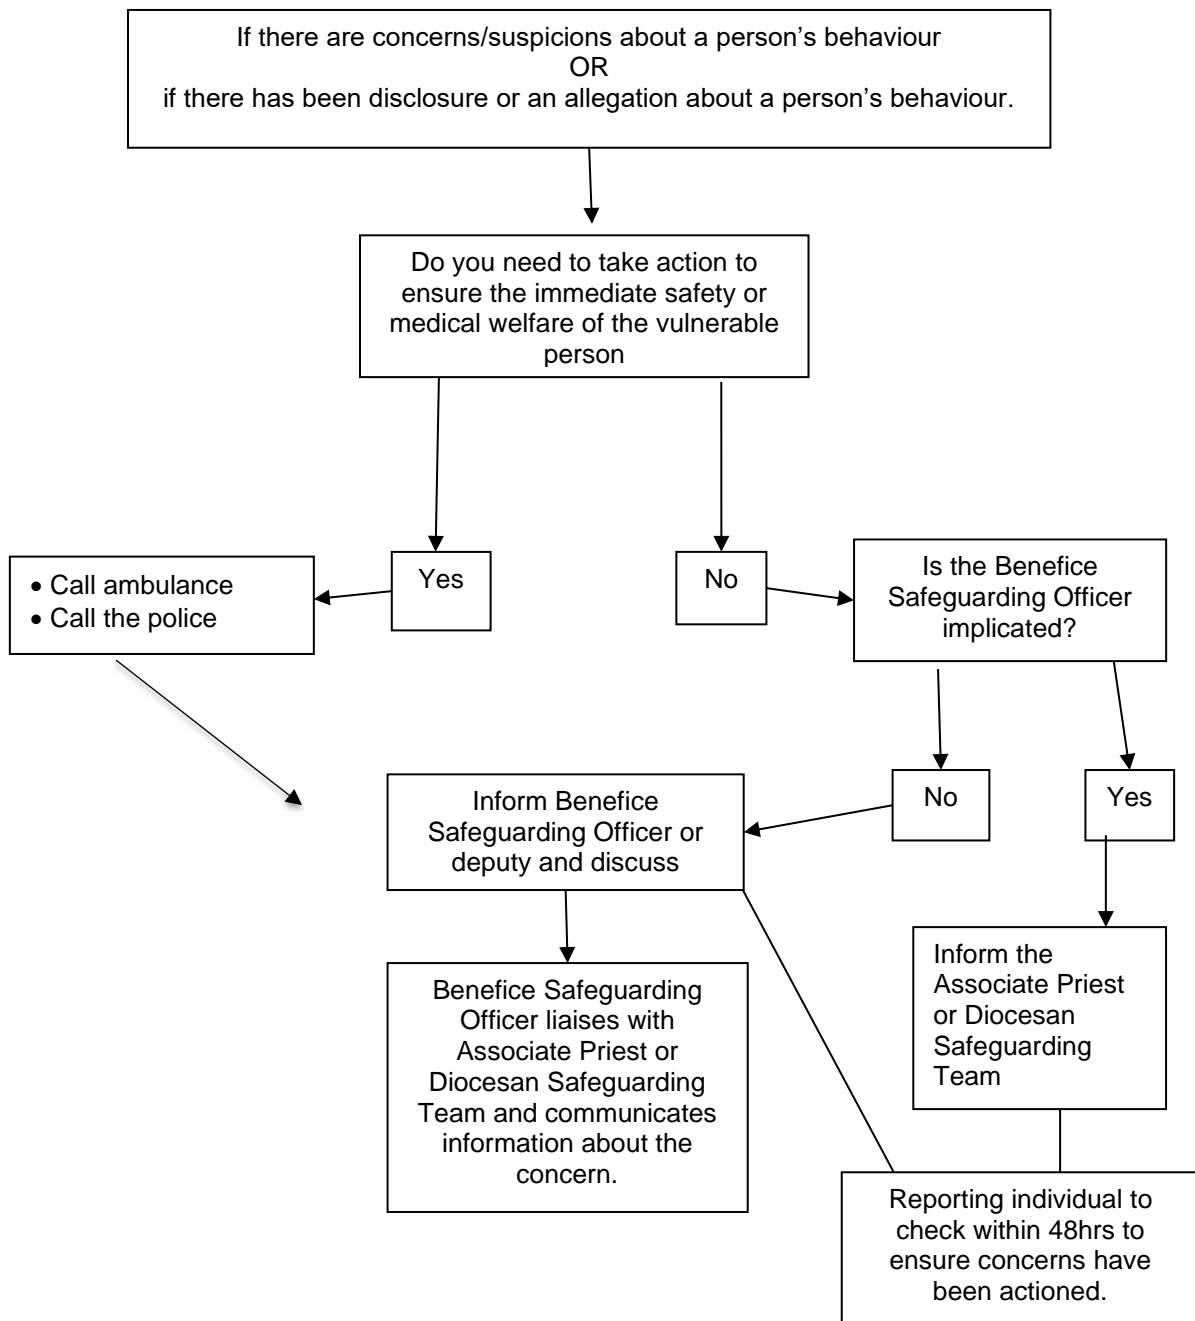 If there are concerns/suspicions about a person’s behaviour
OR
if there has been disclosure or an allegation about a person’s behaviour.
Do you need to take action to
ensure the immediate safety or
medical welfare of the vulnerable
person
• Call ambulance
• Call the police
Yes
No
Is the Benefice
Safeguarding Officer
implicated?
Inform Benefice
Safeguarding Officer or
deputy and discuss
No
Yes
Benefice Safeguarding
Officer liaises with
Associate Priest or
Diocesan Safeguarding
Team and communicates
information about the
concern.
Inform the
Associate Priest
or Diocesan
Safeguarding
Team
Reporting individual to
check within 48hrs to
ensure concerns have
been actioned.